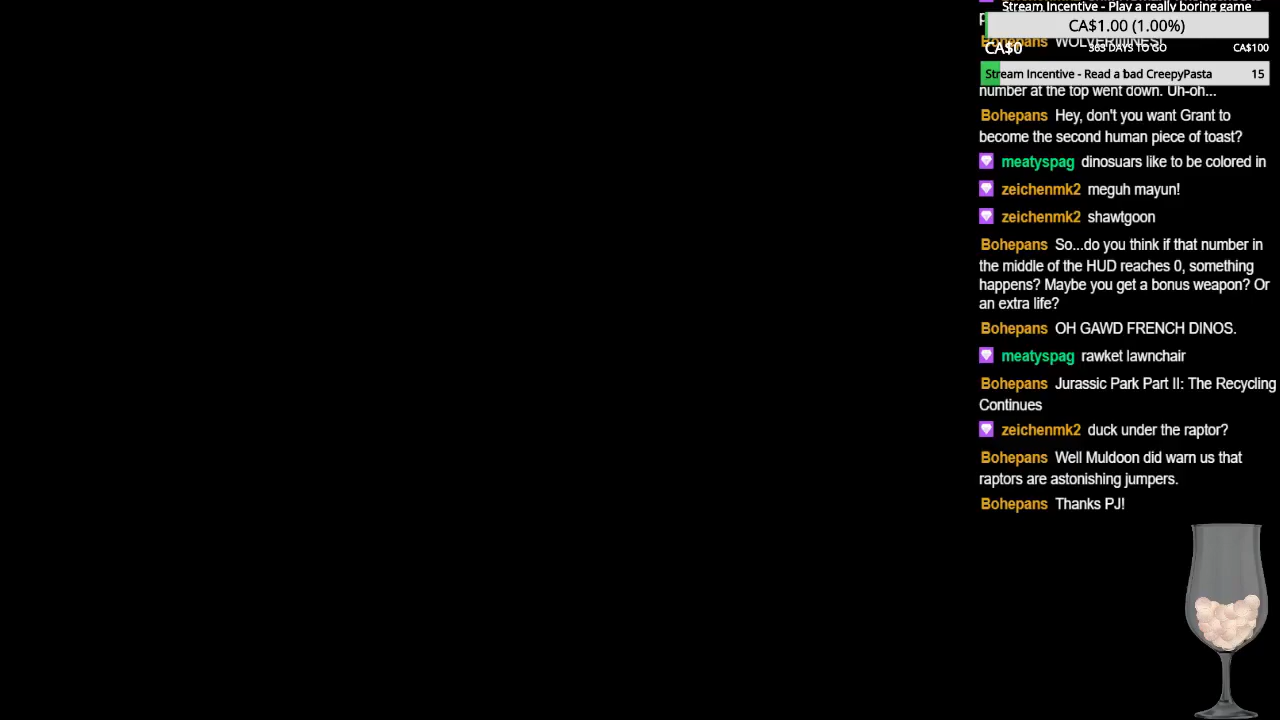 Stream Incentive - Play a really boring game
CA$1.00 (1.00%)
Bohepans
CA$0 363 DAYS TO GO CA$100
Stream Incentive - Read a bad CreepyPasta 15
number at the top went down. Uh-oh...
Bohepans Hey, don't you want Grant to
become the second human piece of toast?
meatyspag dinosuars like to be colored in
zeichenmk2 meguh mayun!
zeichenmk2 shawtgoon
Bohepans So...do you think if that number in
the middle of the HUD reaches 0, something
happens? Maybe you get a bonus weapon? Or
an extra life?
Bohepans OH GAWD FRENCH DINOS.
meatyspag rawket lawnchair
Bohepans Jurassic Park Part II: The Recycling
Continues
zeichenmk2 duck under the raptor?
Bohepans Well Muldoon did warn us that
raptors are astonishing jumpers.
Bohepans Thanks PJ!